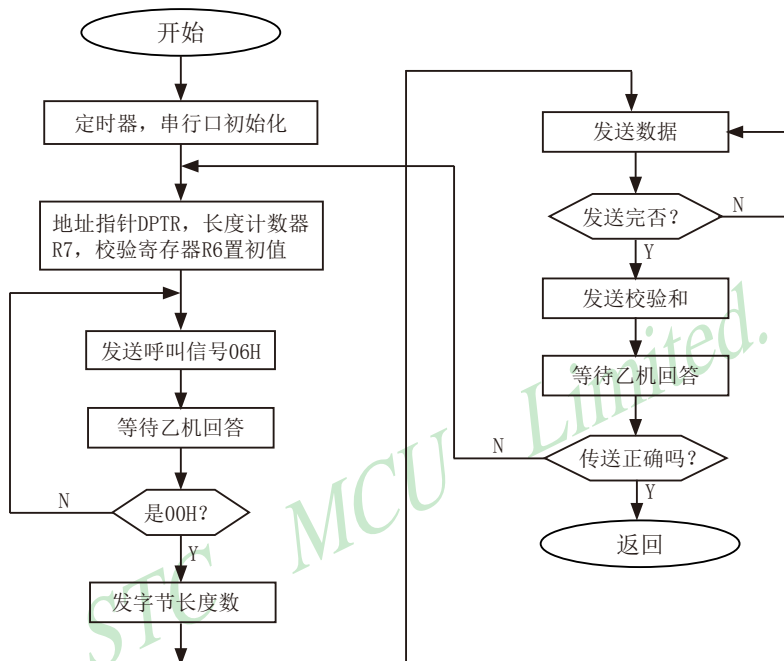 开始
定时器，串行口初始化
地址指针DPTR，长度计数器
R7，校验寄存器R6置初值
发送呼叫信号06H
等待乙机回答
是00H?
N
Y
发字节长度数
发送数据
发送完否?
N
Y
发送校验和
等待乙机回答
传送正确吗?
N
Y
返回
STC MCU Limited.